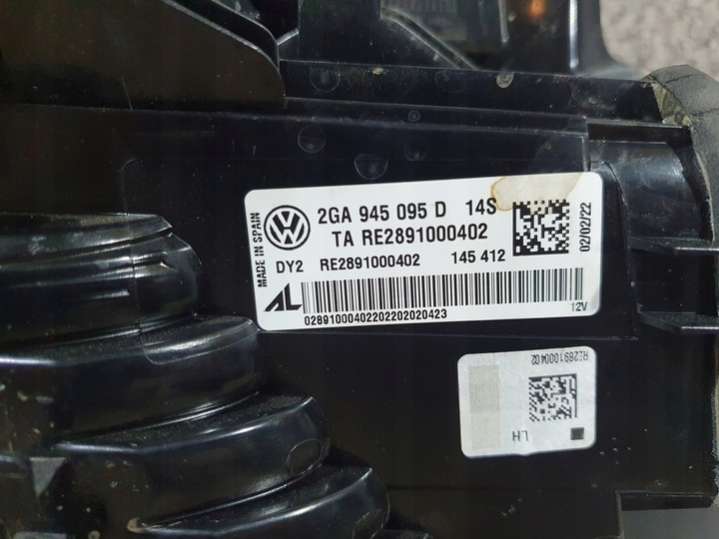 MADE IN SPAIN
2GA 945 095 D 14S
TA RE2891000402
DY2 RE2891000402 145 412
AL
02891000402202202020423
12V
02/02/22
RE2891000402
LH